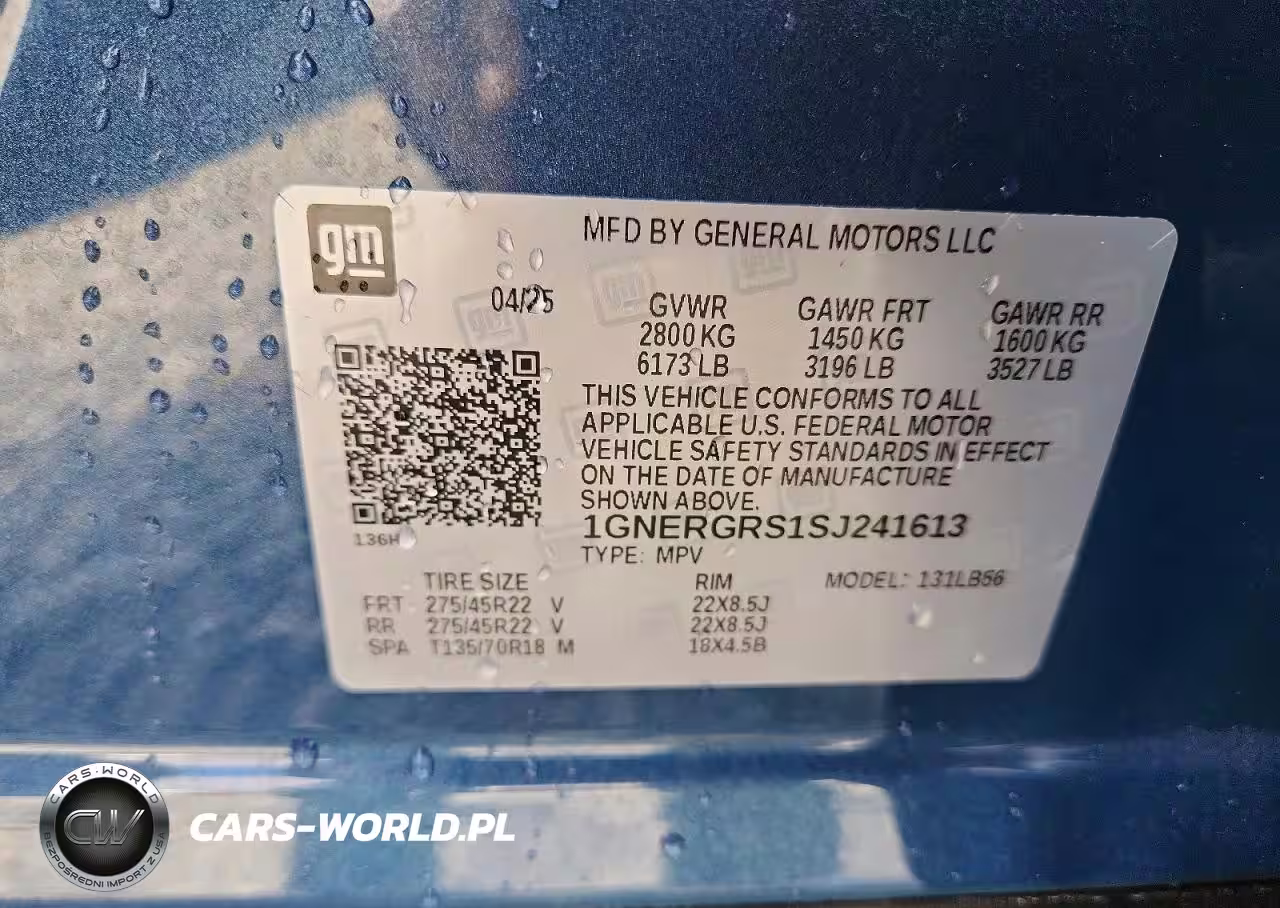 gm
MFD BY GENERAL MOTORS LLC
04/25
GVWR GAWR FRT GAWR RR
2800 KG 1450 KG 1600 KG
6173 LB 3196 LB 3527 LB
THIS VEHICLE CONFORMS TO ALL
APPLICABLE U.S. FEDERAL MOTOR
VEHICLE SAFETY STANDARDS IN EFFECT
ON THE DATE OF MANUFACTURE
SHOWN ABOVE.
1GNERGRS1SJ241613
136H
TYPE: MPV
TIRE SIZE RIM MODEL: 131LB56
FRT 275/45R22 V 22X8.5J
RR 275/45R22 V 22X8.5J
SPA T135/70R18 M 18X4.5B
CARS-WORLD
CW
BEZPOŚREDNI IMPORT Z USA
CARS-WORLD.PL